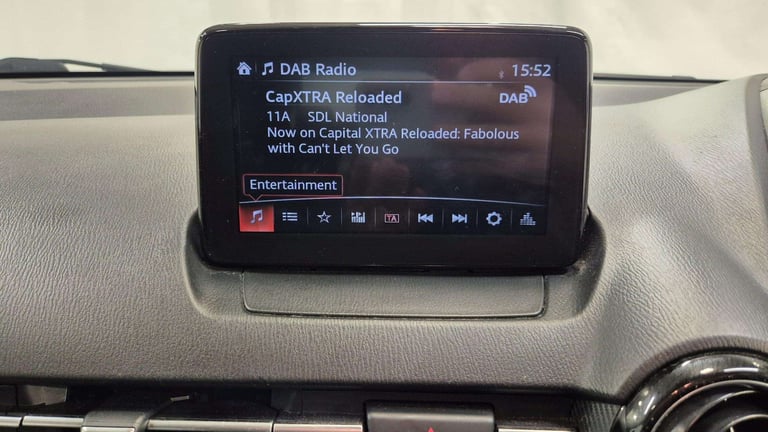 DAB Radio 15:52
CapXTRA Reloaded DAB
11A SDL National
Now on Capital XTRA Reloaded: Fabolous
with Can't Let You Go
Entertainment
TA